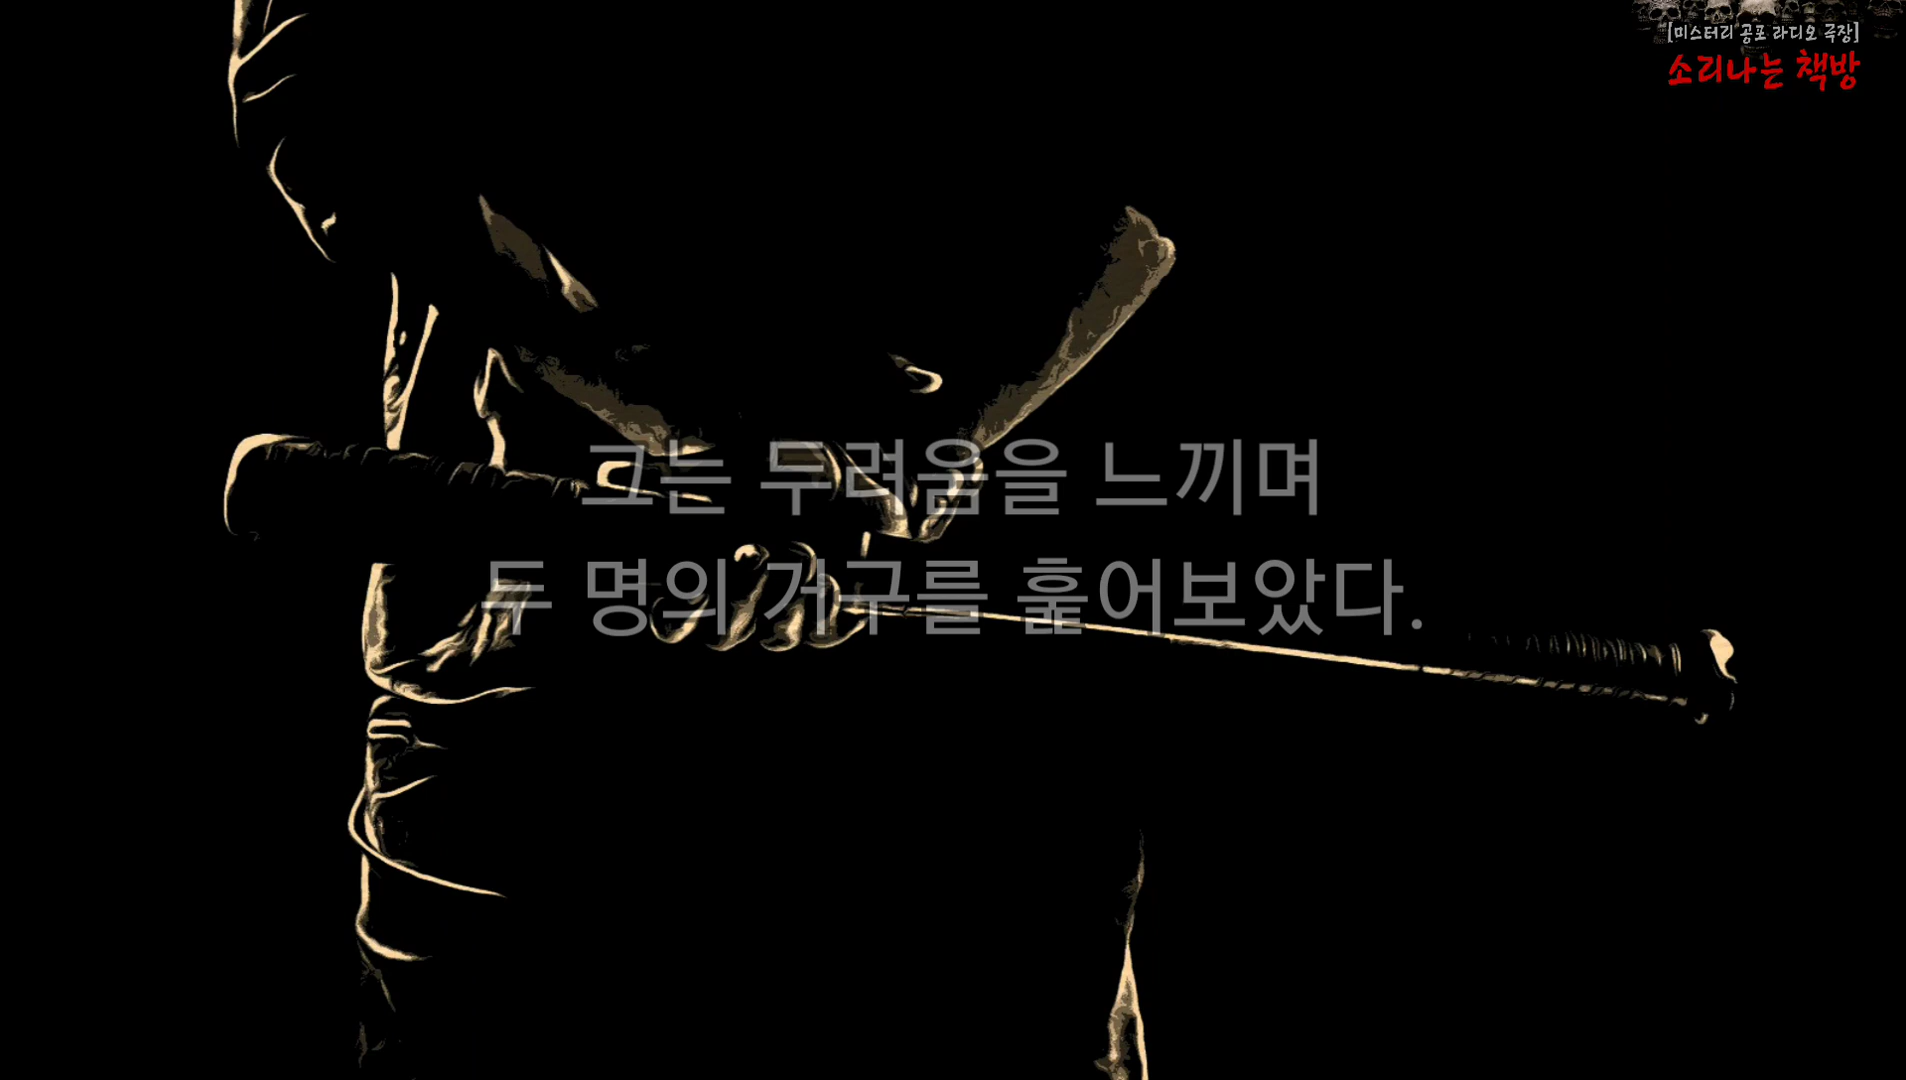 [미스터리 공포 라디오 극장]
소리나는 책방
그는 두려움을 느끼며
두 명의 거구를 훑어보았다.